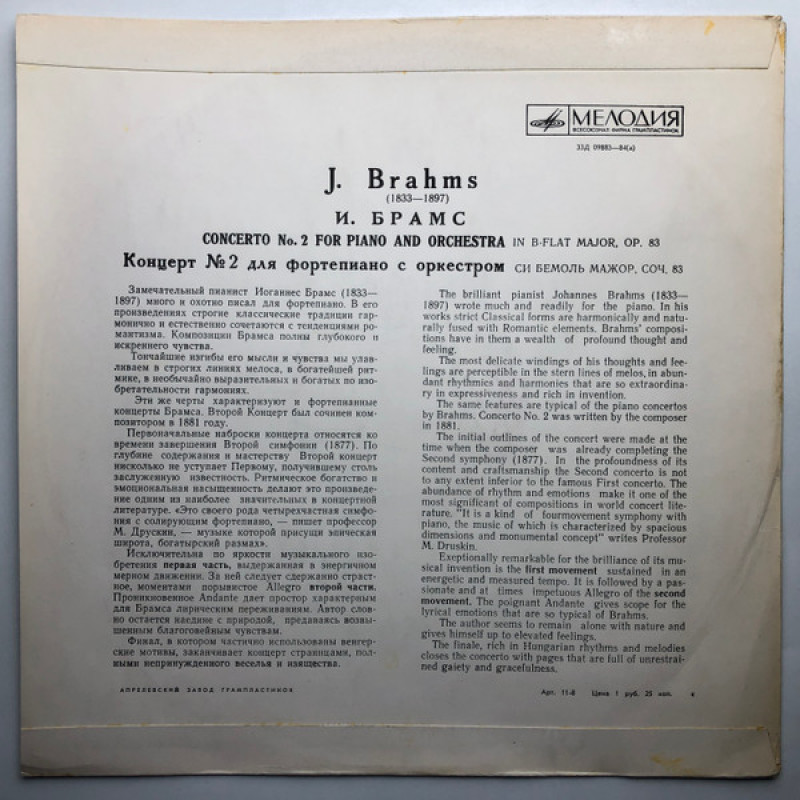 МЕЛОДИЯ
ВСЕСОЮЗНАЯ ФИРМА ГРАМПЛАСТИНОК
33Д 09883—84(а)
J. Brahms
(1833—1897)
И. БРАМС
CONCERTO No. 2 FOR PIANO AND ORCHESTRA IN B-FLAT MAJOR, OP. 83
Концерт № 2 для фортепиано с оркестром СИ БЕМОЛЬ МАЖОР, СОЧ. 83
Замечательный пианист Иоганнес Брамс (1833—
1897) много и охотно писал для фортепиано. В его
произведениях строгие классические традиции гар-
монично и естественно сочетаются с тенденциями ро-
мантизма. Композиции Брамса полны глубокого и
искреннего чувства.
Тончайшие изгибы его мысли и чувства мы улав-
ливаем в строгих линиях мелоса, в богатейшей рит-
мике, в необычайно выразительных и богатых по изо-
бретательности гармониях.
Эти же черты характеризуют и фортепианные
концерты Брамса. Второй Концерт был сочинен ком-
позитором в 1881 году.
Первоначальные наброски концерта относятся ко
времени завершения Второй симфонии (1877). По
глубине содержания и мастерству Второй концерт
нисколько не уступает Первому, получившему столь
заслуженную известность. Ритмическое богатство и
эмоциональная насыщенность делают это произведе-
ние одним из наиболее значительных в концертной
литературе. «Это своего рода четырехчастная симфо-
ния с солирующим фортепиано, — пишет профессор
М. Друскин, — музыке которой присущи эпическая
широта, богатырский размах».
Исключительна по яркости музыкального изо-
бретения первая часть, выдержанная в энергичном
мерном движении. За ней следует сдержанно страст-
ное, моментами порывистое Allegro второй части.
Проникновенное Andante дает простор характерным
для Брамса лирическим переживаниям. Автор слов-
но остается наедине с природой, предаваясь возвы-
шенным благоговейным чувствам.
Финал, в котором частично использованы венгер-
ские мотивы, заканчивает концерт страницами, пол-
ными непринужденного веселья и изящества.
The brilliant pianist Johannes Brahms (1833—
1897) wrote much and readily for the piano. In his
works strict Classical forms are harmonically and natu-
rally fused with Romantic elements. Brahms' composi-
tions have in them a wealth of profound thought and
feeling.
The most delicate windings of his thoughts and fee-
lings are perceptible in the stern lines of melos, in abun-
dant rhythmics and harmonies that are so extraordina-
ry in expressiveness and rich in invention.
The same features are typical of the piano concertos
by Brahms. Concerto No. 2 was written by the composer
in 1881.
The initial outlines of the concert were made at the
time when the composer was already completing the
Second symphony (1877). In the profoundness of its
content and craftsmanship the Second concerto is not
to any extent inferior to the famous First concerto. The
abundance of rhythm and emotions make it one of the
most significant of compositions in world concert lite-
rature. "It is a kind of fourmovement symphony with
piano, the music of which is characterized by spacious
dimensions and monumental concept" writes Professor
M. Druskin.
Exeptionally remarkable for the brilliance of its mu-
sical invention is the first movement sustained in an
energetic and measured tempo. It is followed by a pas-
sionate and at times impetuous Allegro of the second
movement. The poignant Andante gives scope for the
lyrical emotions that are so typical of Brahms.
The author seems to remain alone with nature and
gives himself up to elevated feelings.
The finale, rich in Hungarian rhythms and melodies
closes the concerto with pages that are full of unrestrai-
ned gaiety and gracefulness.
АПРЕЛЕВСКИЙ ЗАВОД ГРАМПЛАСТИНОК
Арт. 11-8 Цена 1 руб. 25 коп. 4